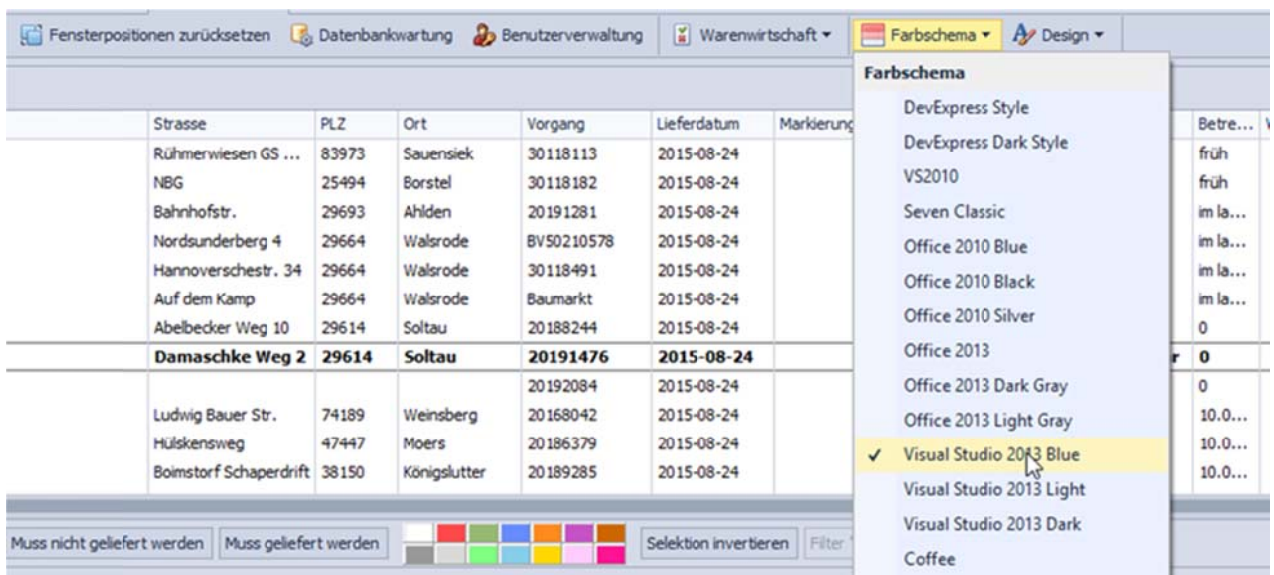 Fensterpositionen zurücksetzen Datenbankwartung Benutzerverwaltung Warenwirtschaft Farbschema Design
Farbschema
DevExpress Style
DevExpress Dark Style
VS2010
Seven Classic
Office 2010 Blue
Office 2010 Black
Office 2010 Silver
Office 2013
Office 2013 Dark Gray
Office 2013 Light Gray
Visual Studio 2013 Blue
Visual Studio 2013 Light
Visual Studio 2013 Dark
Coffee
Strasse PLZ Ort Vorgang Lieferdatum Markierung Betre...
Rühmerwiesen GS ... 83973 Sauensiek 30118113 2015-08-24 früh
NBG 25494 Borstel 30118182 2015-08-24 früh
Bahnhofstr. 29693 Ahlden 20191281 2015-08-24 im la...
Nordsunderberg 4 29664 Walsrode BV50210578 2015-08-24 im la...
Hannoverschestr. 34 29664 Walsrode 30118491 2015-08-24 im la...
Auf dem Kamp 29664 Walsrode Baumarkt 2015-08-24 im la...
Abelbecker Weg 10 29614 Soltau 20188244 2015-08-24 0
Damaschke Weg 2 29614 Soltau 20191476 2015-08-24 r 0
20192084 2015-08-24 0
Ludwig Bauer Str. 74189 Weinsberg 20168042 2015-08-24 10.0...
Hülskensweg 47447 Moers 20186379 2015-08-24 10.0...
Boimstorf Schaperdrift 38150 Königslutter 20189285 2015-08-24 10.0...
Muss nicht geliefert werden Muss geliefert werden Selektion invertieren Filter